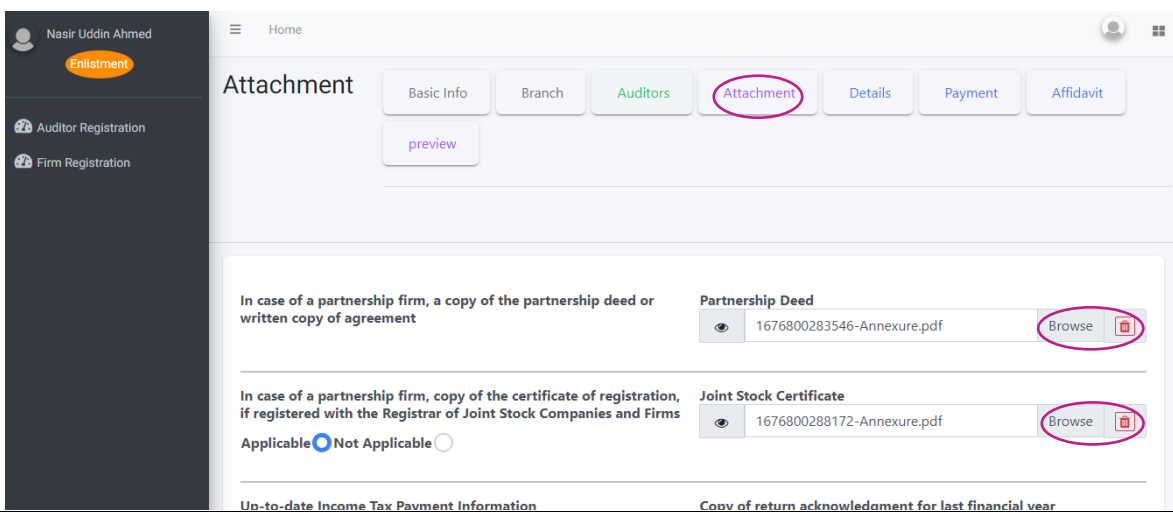 Nasir Uddin Ahmed
Enlistment
Auditor Registration
Firm Registration
Home
Attachment
Basic Info
Branch
Auditors
Attachment
Details
Payment
Affidavit
preview
In case of a partnership firm, a copy of the partnership deed or
written copy of agreement
Partnership Deed
1676800283546-Annexure.pdf
Browse
In case of a partnership firm, copy of the certificate of registration,
if registered with the Registrar of Joint Stock Companies and Firms
Applicable Not Applicable
Joint Stock Certificate
1676800288172-Annexure.pdf
Browse
Up-to-date Income Tax Payment Information
Copy of return acknowledgment for last financial year